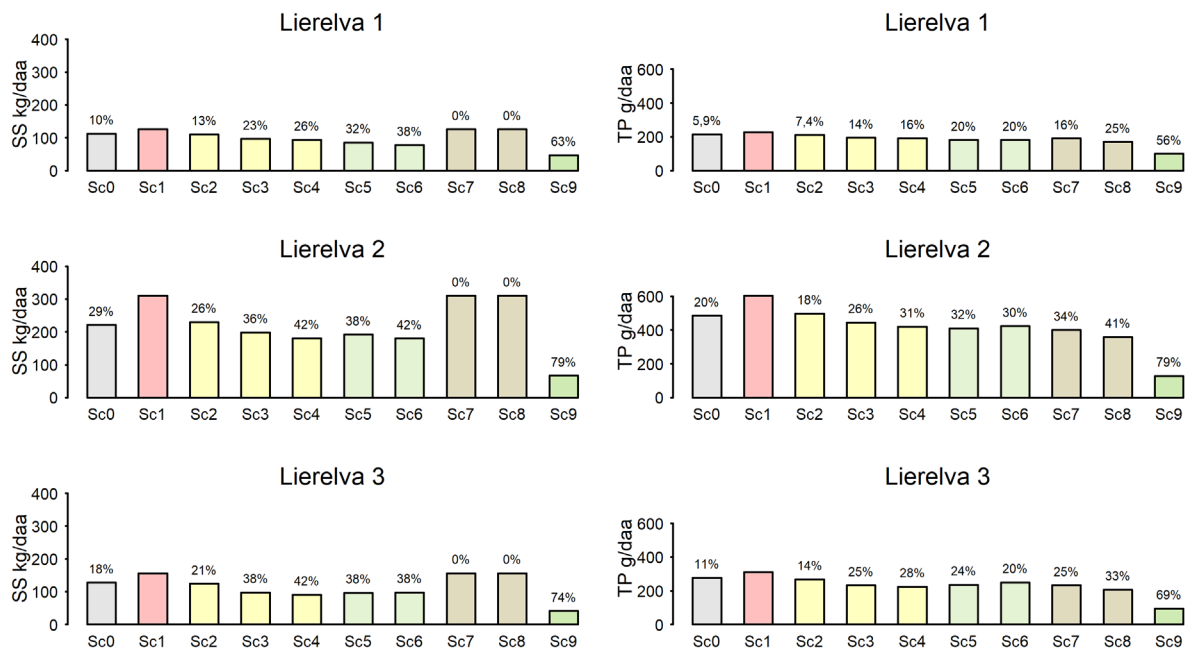 Lierelva 1
SS kg/daa
400
300
200
100
0
10% 13% 23% 26% 32% 38% 0% 0% 63%
Sc0 Sc1 Sc2 Sc3 Sc4 Sc5 Sc6 Sc7 Sc8 Sc9
Lierelva 1
TP g/daa
600
400
200
0
5,9% 7,4% 14% 16% 20% 20% 16% 25% 56%
Sc0 Sc1 Sc2 Sc3 Sc4 Sc5 Sc6 Sc7 Sc8 Sc9
Lierelva 2
SS kg/daa
400
300
200
100
0
29% 26% 36% 42% 38% 42% 0% 0% 79%
Sc0 Sc1 Sc2 Sc3 Sc4 Sc5 Sc6 Sc7 Sc8 Sc9
Lierelva 2
TP g/daa
600
400
200
0
20% 18% 26% 31% 32% 30% 34% 41% 79%
Sc0 Sc1 Sc2 Sc3 Sc4 Sc5 Sc6 Sc7 Sc8 Sc9
Lierelva 3
SS kg/daa
400
300
200
100
0
18% 21% 38% 42% 38% 38% 0% 0% 74%
Sc0 Sc1 Sc2 Sc3 Sc4 Sc5 Sc6 Sc7 Sc8 Sc9
Lierelva 3
TP g/daa
600
400
200
0
11% 14% 25% 28% 24% 20% 25% 33% 69%
Sc0 Sc1 Sc2 Sc3 Sc4 Sc5 Sc6 Sc7 Sc8 Sc9